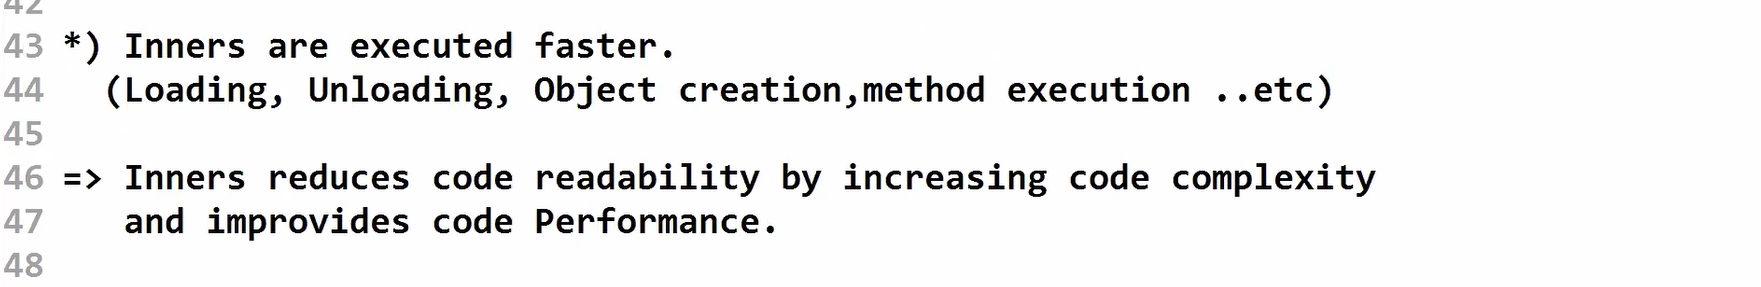 42
43 *) Inners are executed faster.
44 (Loading, Unloading, Object creation,method execution ..etc)
45
46 => Inners reduces code readability by increasing code complexity
47 and improvides code Performance.
48